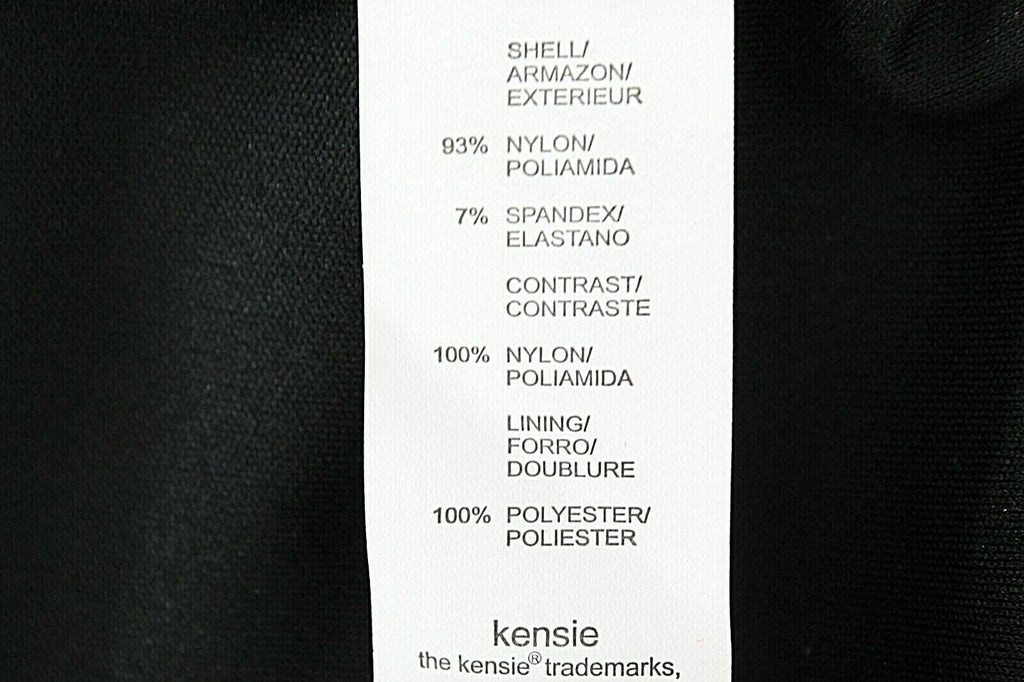 SHELL/
ARMAZON/
EXTERIEUR
93% NYLON/
POLIAMIDA
7% SPANDEX/
ELASTANO
CONTRAST/
CONTRASTE
100% NYLON/
POLIAMIDA
LINING/
FORRO/
DOUBLURE
100% POLYESTER/
POLIESTER
kensie
the kensie® trademarks,